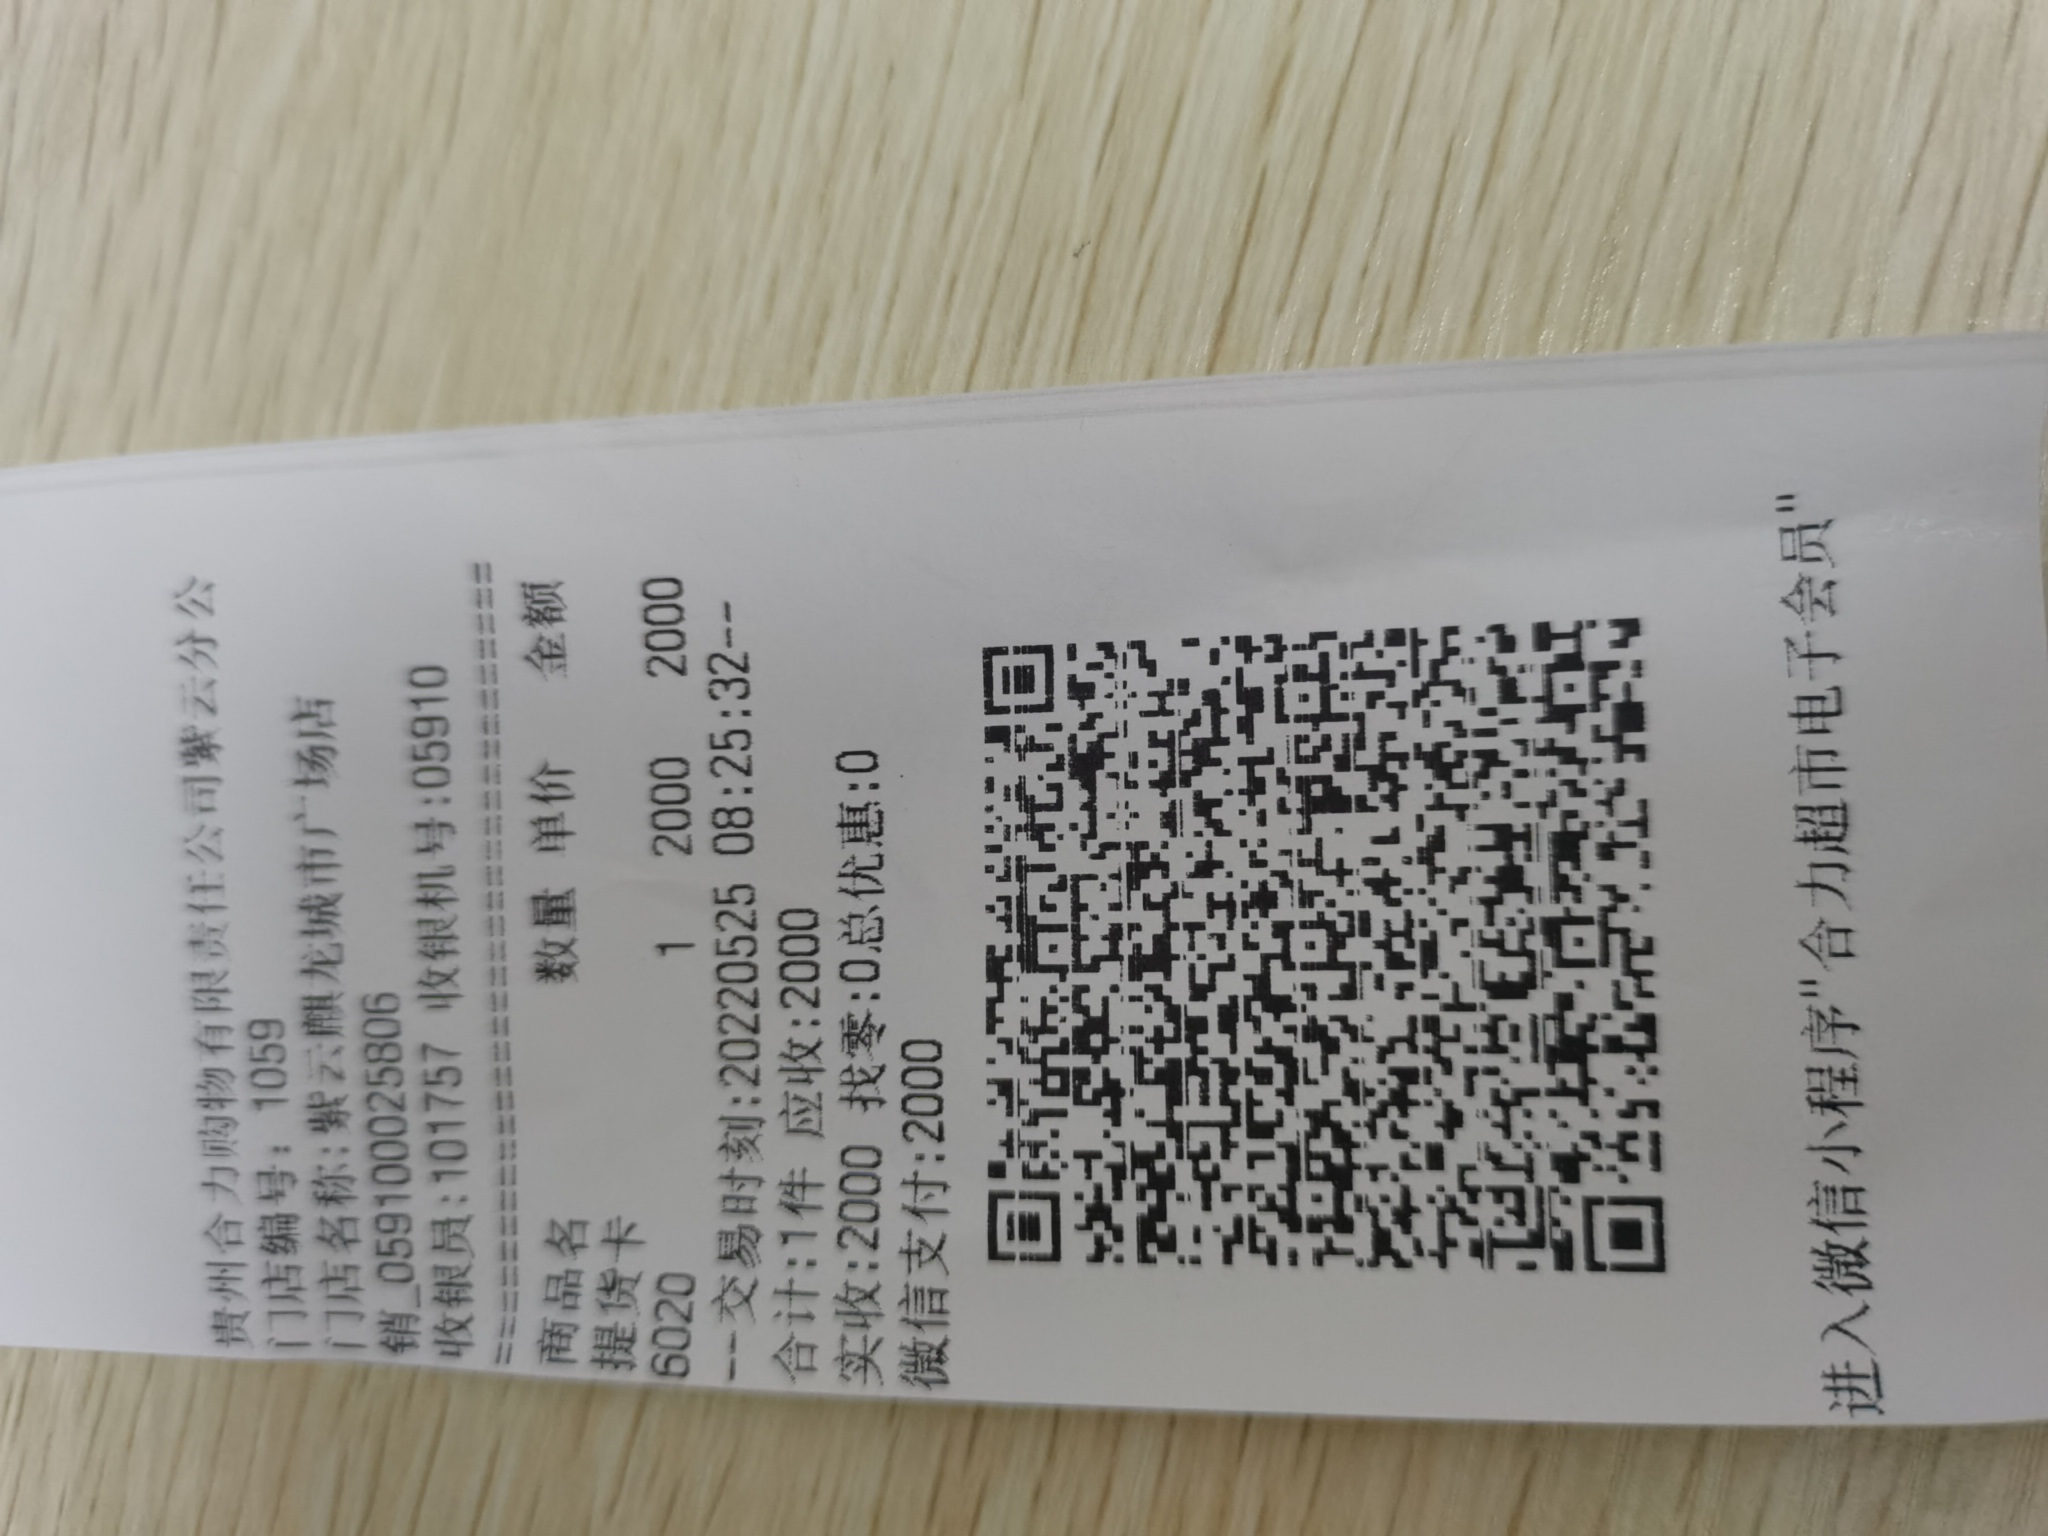 贵州合力购物有限责任公司紫云分公
门店编号: 1059
门店名称:紫云麒龙城市广场店
销_0591000258​06
收银员:101757 收银机号:05910
========================================
商品名 数量 单价 金额
提货卡
6020 1 2000 2000
--交易时刻:20220525 08:25:32--
合计:1件 应收:2000
实收:2000 找零:0总优惠:0
微信支付:2000
进入微信小程序"合力超市电子会员"